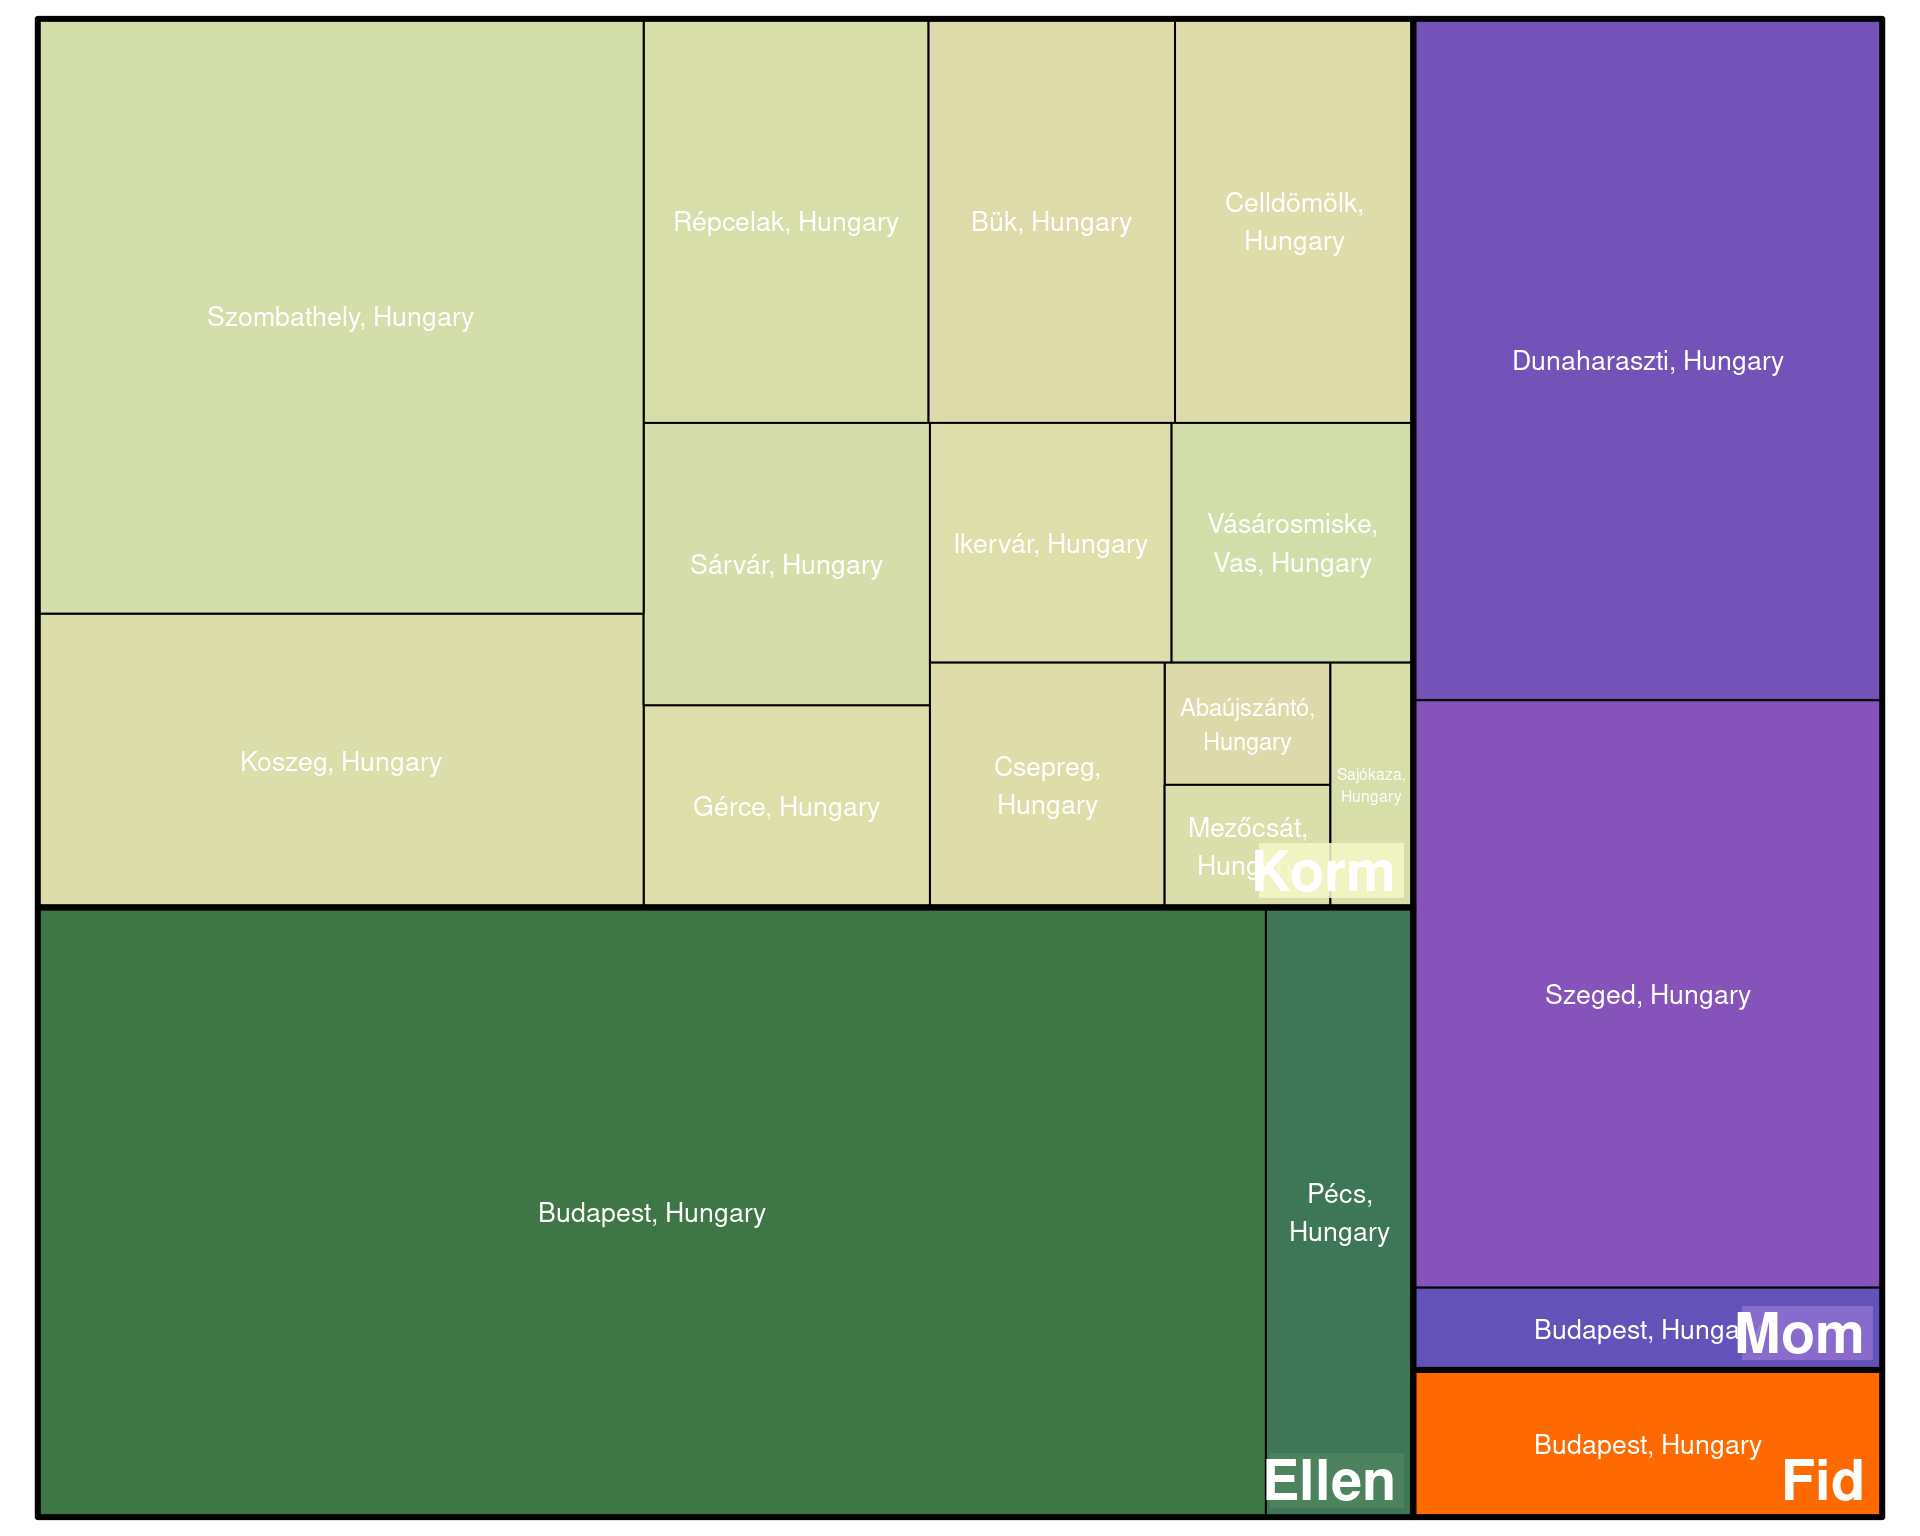 Szombathely, Hungary
Répcelak, Hungary
Bük, Hungary
Celldömölk,
Hungary
Dunaharaszti, Hungary
Sárvár, Hungary
Ikervár, Hungary
Vásárosmiske,
Vas, Hungary
Koszeg, Hungary
Gérce, Hungary
Csepreg,
Hungary
Abaújszántó,
Hungary
Sajókaza,
Hungary
Mezőcsát,
Korm
Szeged, Hungary
Budapest, Hungary
Pécs,
Hungary
Ellen
Budapest,
Mom
Budapest, Hungary
Fid